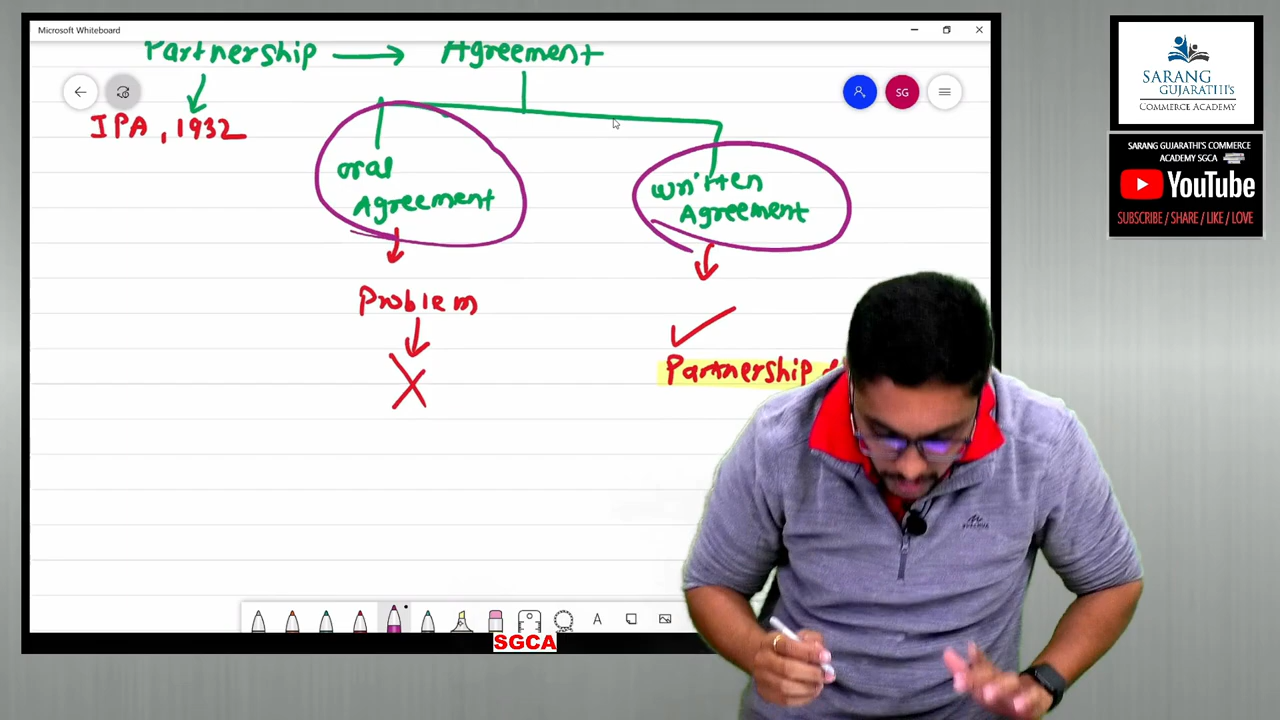 Microsoft Whiteboard
Partnership → Agreement
IPA, 1932
oral
Agreement
written
Agreement
Problem
Partnership
SG
SARANG
GUJARATHI'S
COMMERCE ACADEMY
SARANG GUJARATHI'S COMMERCE
ACADEMY SGCA
YouTube
SUBSCRIBE / SHARE / LIKE / LOVE
SGCA